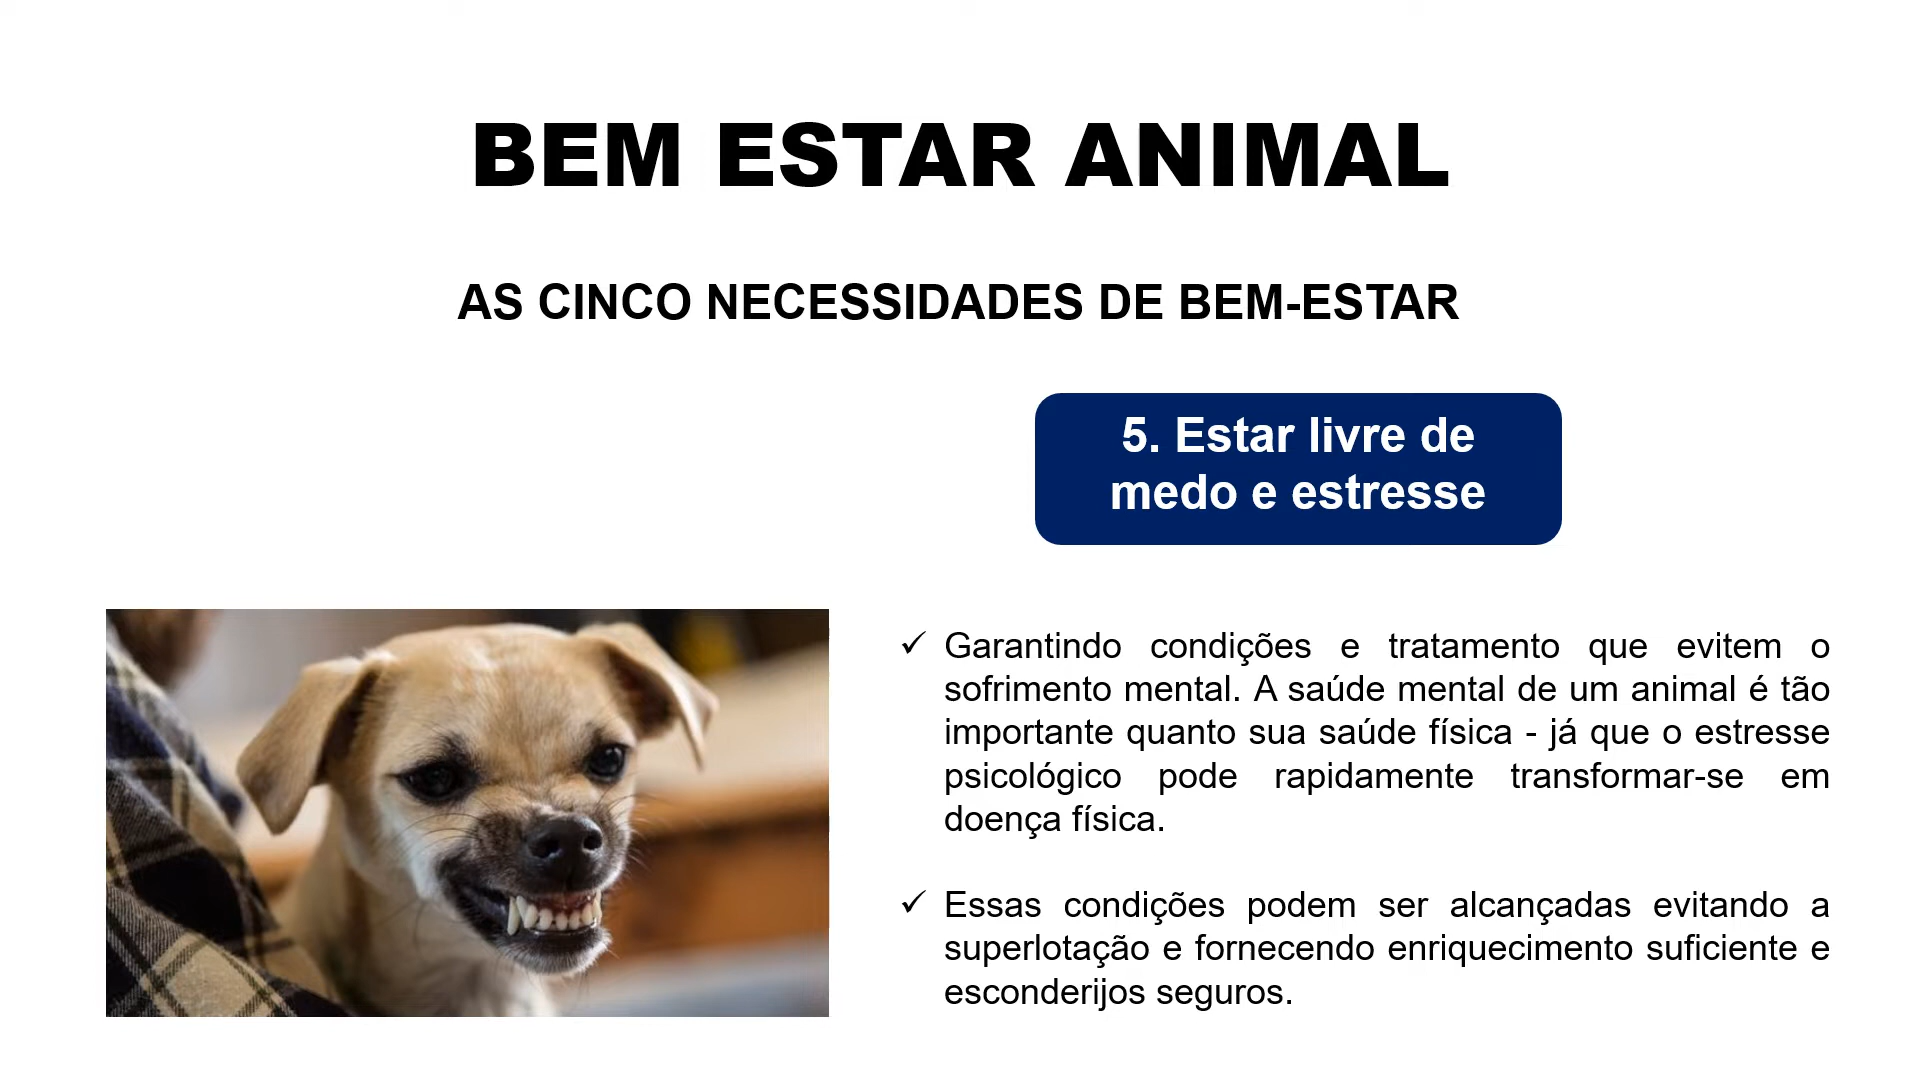 BEM ESTAR ANIMAL
AS CINCO NECESSIDADES DE BEM-ESTAR
5. Estar livre de
medo e estresse
✓ Garantindo condições e tratamento que evitem o
sofrimento mental. A saúde mental de um animal é tão
importante quanto sua saúde física - já que o estresse
psicológico pode rapidamente transformar-se em
doença física.
✓ Essas condições podem ser alcançadas evitando a
superlotação e fornecendo enriquecimento suficiente e
esconderijos seguros.